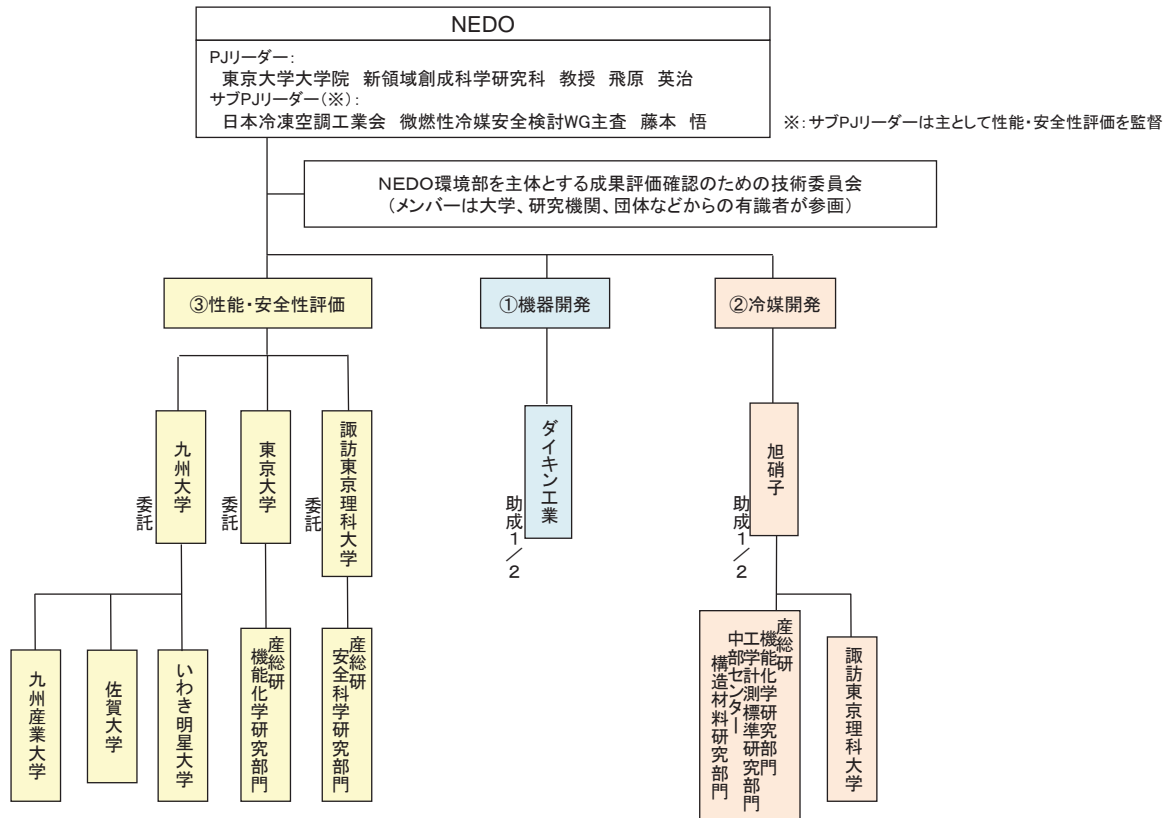 NEDO
PJリーダー:
東京大学大学院 新領域創成科学研究科 教授 飛原 英治
サブPJリーダー(※):
日本冷凍空調工業会 微燃性冷媒安全検討WG主査 藤本 悟
※:サブPJリーダーは主として性能・安全性評価を監督
NEDO環境部を主体とする成果評価確認のための技術委員会
(メンバーは大学、研究機関、団体などからの有識者が参画)
③性能・安全性評価
①機器開発
②冷媒開発
九州大学
委託
東京大学
委託
諏訪東京理科大学
委託
ダイキン工業
助成1/2
旭硝子
助成1/2
九州産業大学
佐賀大学
いわき明星大学
産総研
機能化学研究部門
産総研
安全科学研究部門
産総研
機能化学研究部門
工学計測標準研究部門
中部センター
構造材料研究部門
諏訪東京理科大学